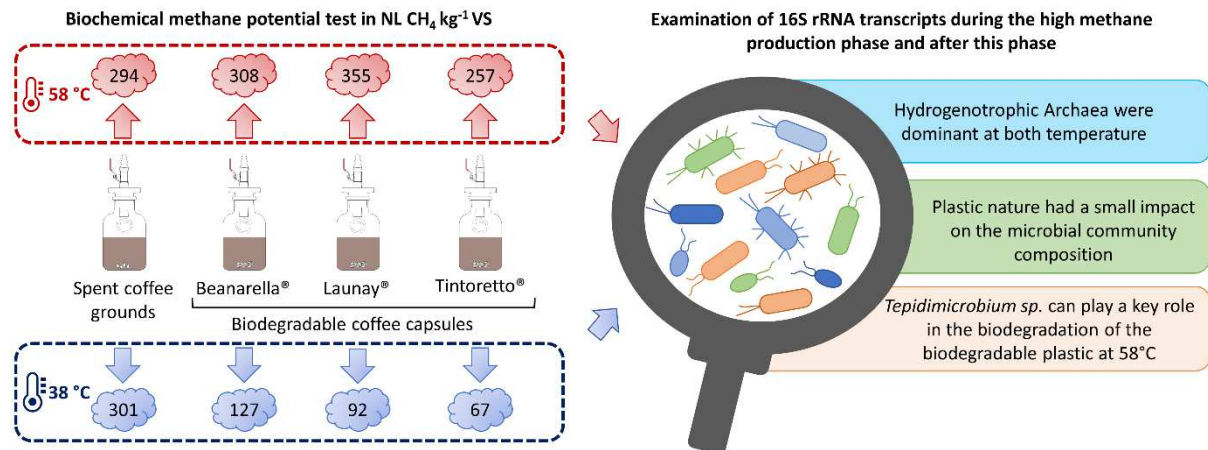 Biochemical methane potential test in NL CH₄ kg⁻¹ VS
58 °C
294
308
355
257
Spent coffee
grounds
Beanarella®
Launay®
Tintoretto®
Biodegradable coffee capsules
38 °C
301
127
92
67
Examination of 16S rRNA transcripts during the high methane
production phase and after this phase
Hydrogenotrophic Archaea were
dominant at both temperature
Plastic nature had a small impact
on the microbial community
composition
Tepidimicrobium sp. can play a key role
in the biodegradation of the
biodegradable plastic at 58°C